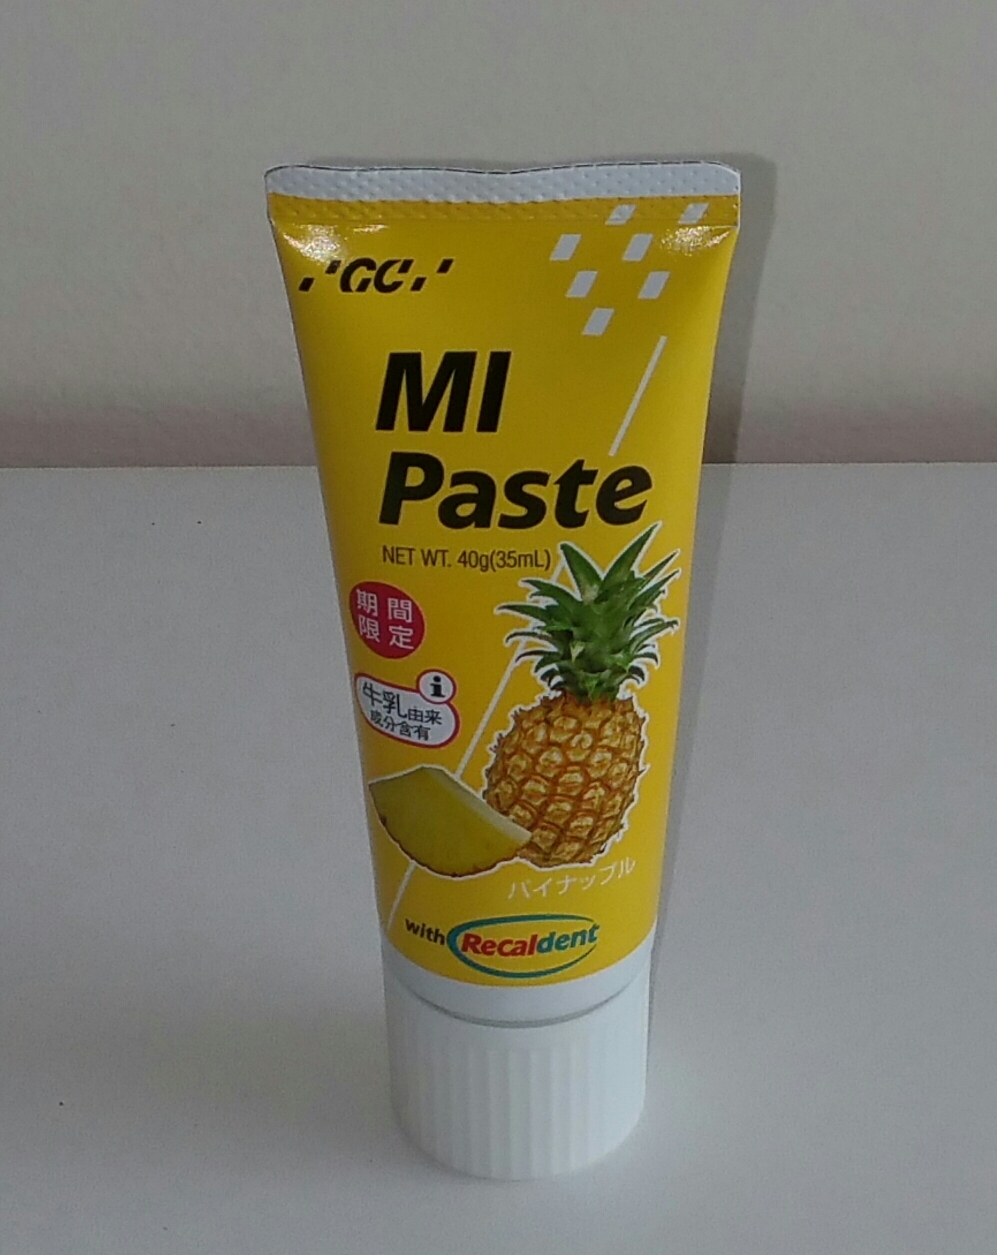 GC
MI
Paste
NET WT. 40g(35mL)
期間
限定
i
牛乳由来
成分含有
パイナップル
with Recaldent